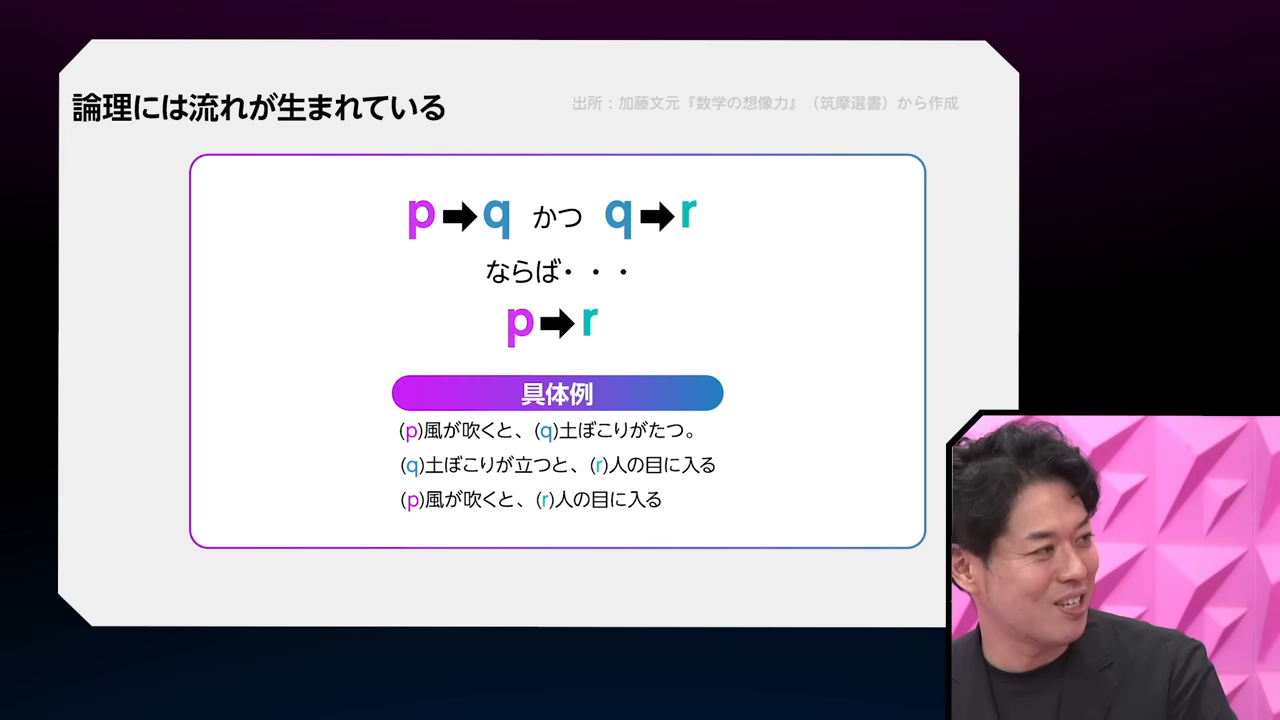 論理には流れが生まれている
出所：加藤文元『数学の想像力』（筑摩選書）から作成
p➡q かつ q➡r
ならば・・・
p➡r
具体例
(p)風が吹くと、(q)土ぼこりがたつ。
(q)土ぼこりが立つと、(r)人の目に入る
(p)風が吹くと、(r)人の目に入る